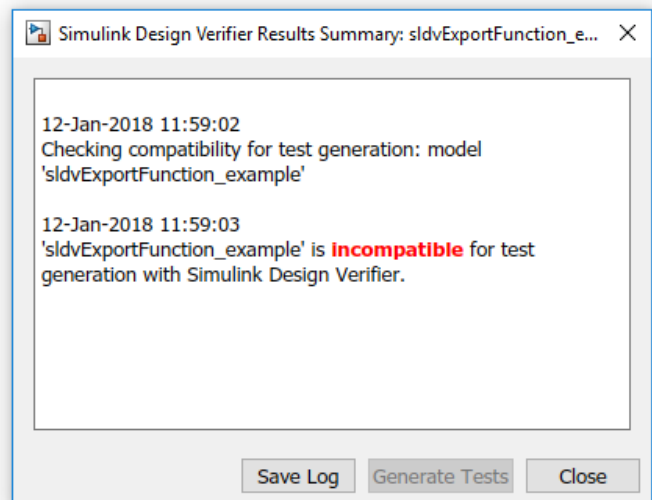 Simulink Design Verifier Results Summary: sldvExportFunction_e...
12-Jan-2018 11:59:02
Checking compatibility for test generation: model
'sldvExportFunction_example'
12-Jan-2018 11:59:03
'sldvExportFunction_example' is incompatible for test
generation with Simulink Design Verifier.
Save Log Generate Tests Close